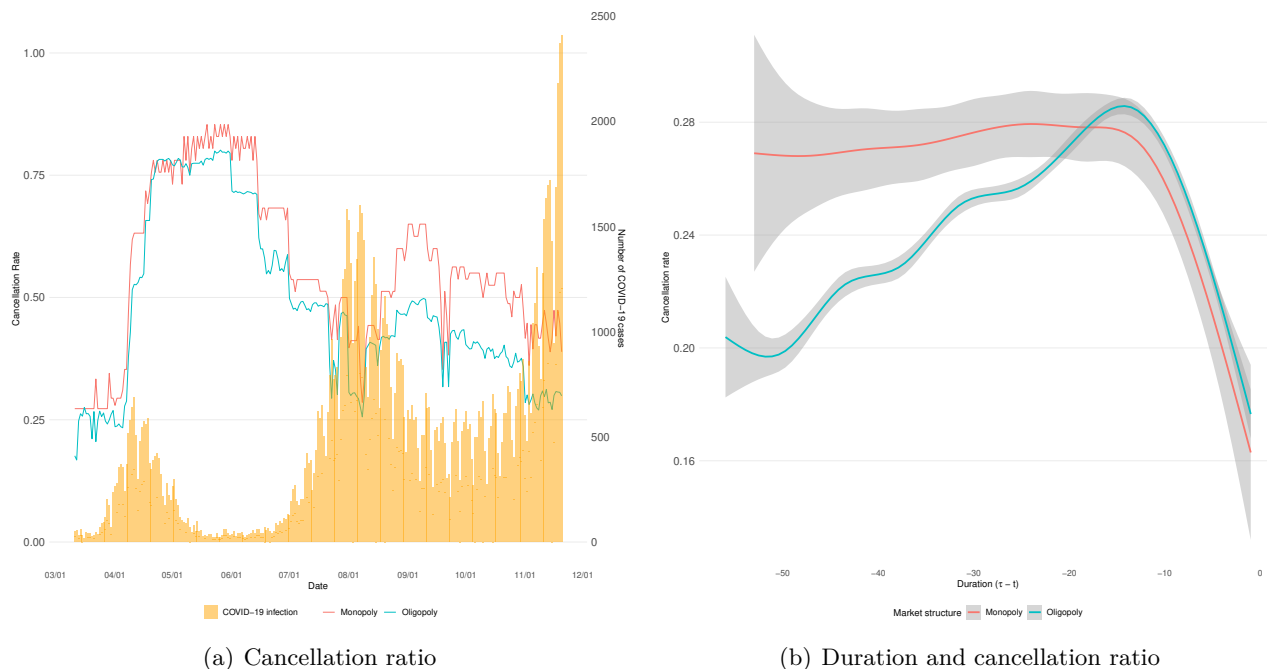 2500
1.00
2000
0.75
1500
0.50
1000
0.25
500
0.00
0
Cancellation Rate
Number of COVID−19 cases
03/01 04/01 05/01 06/01 07/01 08/01 09/01 10/01 11/01 12/01
Date
COVID−19 infection Monopoly Oligopoly
(a) Cancellation ratio
0.28
0.24
0.20
0.16
Cancellation rate
−50 −40 −30 −20 −10 0
Duration (τ − t)
Market structure Monopoly Oligopoly
(b) Duration and cancellation ratio